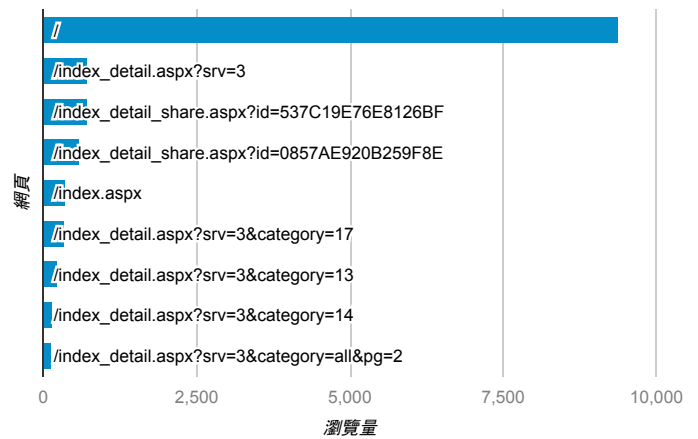 /
/index_detail.aspx?srv=3
/index_detail_share.aspx?id=537C19E76E8126BF
/index_detail_share.aspx?id=0857AE920B259F8E
/index.aspx
/index_detail.aspx?srv=3&category=17
/index_detail.aspx?srv=3&category=13
/index_detail.aspx?srv=3&category=14
/index_detail.aspx?srv=3&category=all&pg=2
網頁
0 2,500 5,000 7,500 10,000
瀏覽量